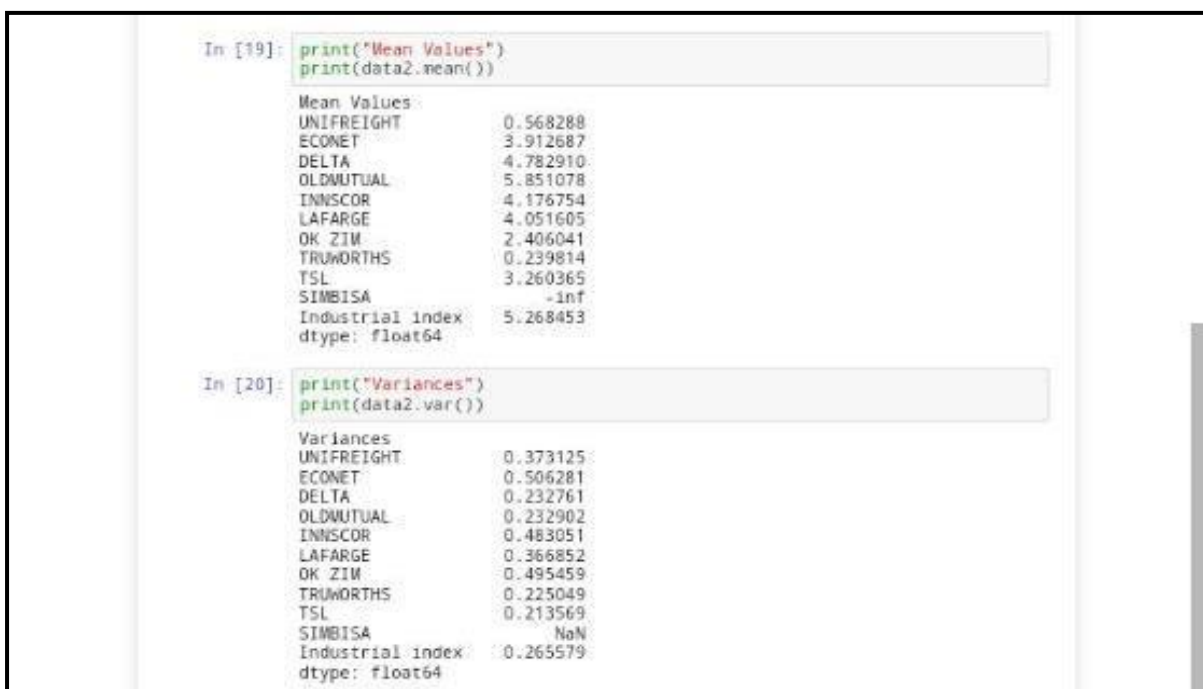 In [19]: print("Mean Values")
print(data2.mean())
Mean Values
UNIFREIGHT 0.568288
ECONET 3.912687
DELTA 4.782910
OLDMUTUAL 5.851078
INNSCOR 4.176754
LAFARGE 4.051605
OK ZIM 2.406041
TRUWORTHS 0.239814
TSL 3.260365
SIMBISA -inf
Industrial index 5.268453
dtype: float64
In [20]: print("Variances")
print(data2.var())
Variances
UNIFREIGHT 0.373125
ECONET 0.506281
DELTA 0.232761
OLDMUTUAL 0.232902
INNSCOR 0.483051
LAFARGE 0.366852
OK ZIM 0.495459
TRUWORTHS 0.225049
TSL 0.213569
SIMBISA NaN
Industrial index 0.265579
dtype: float64